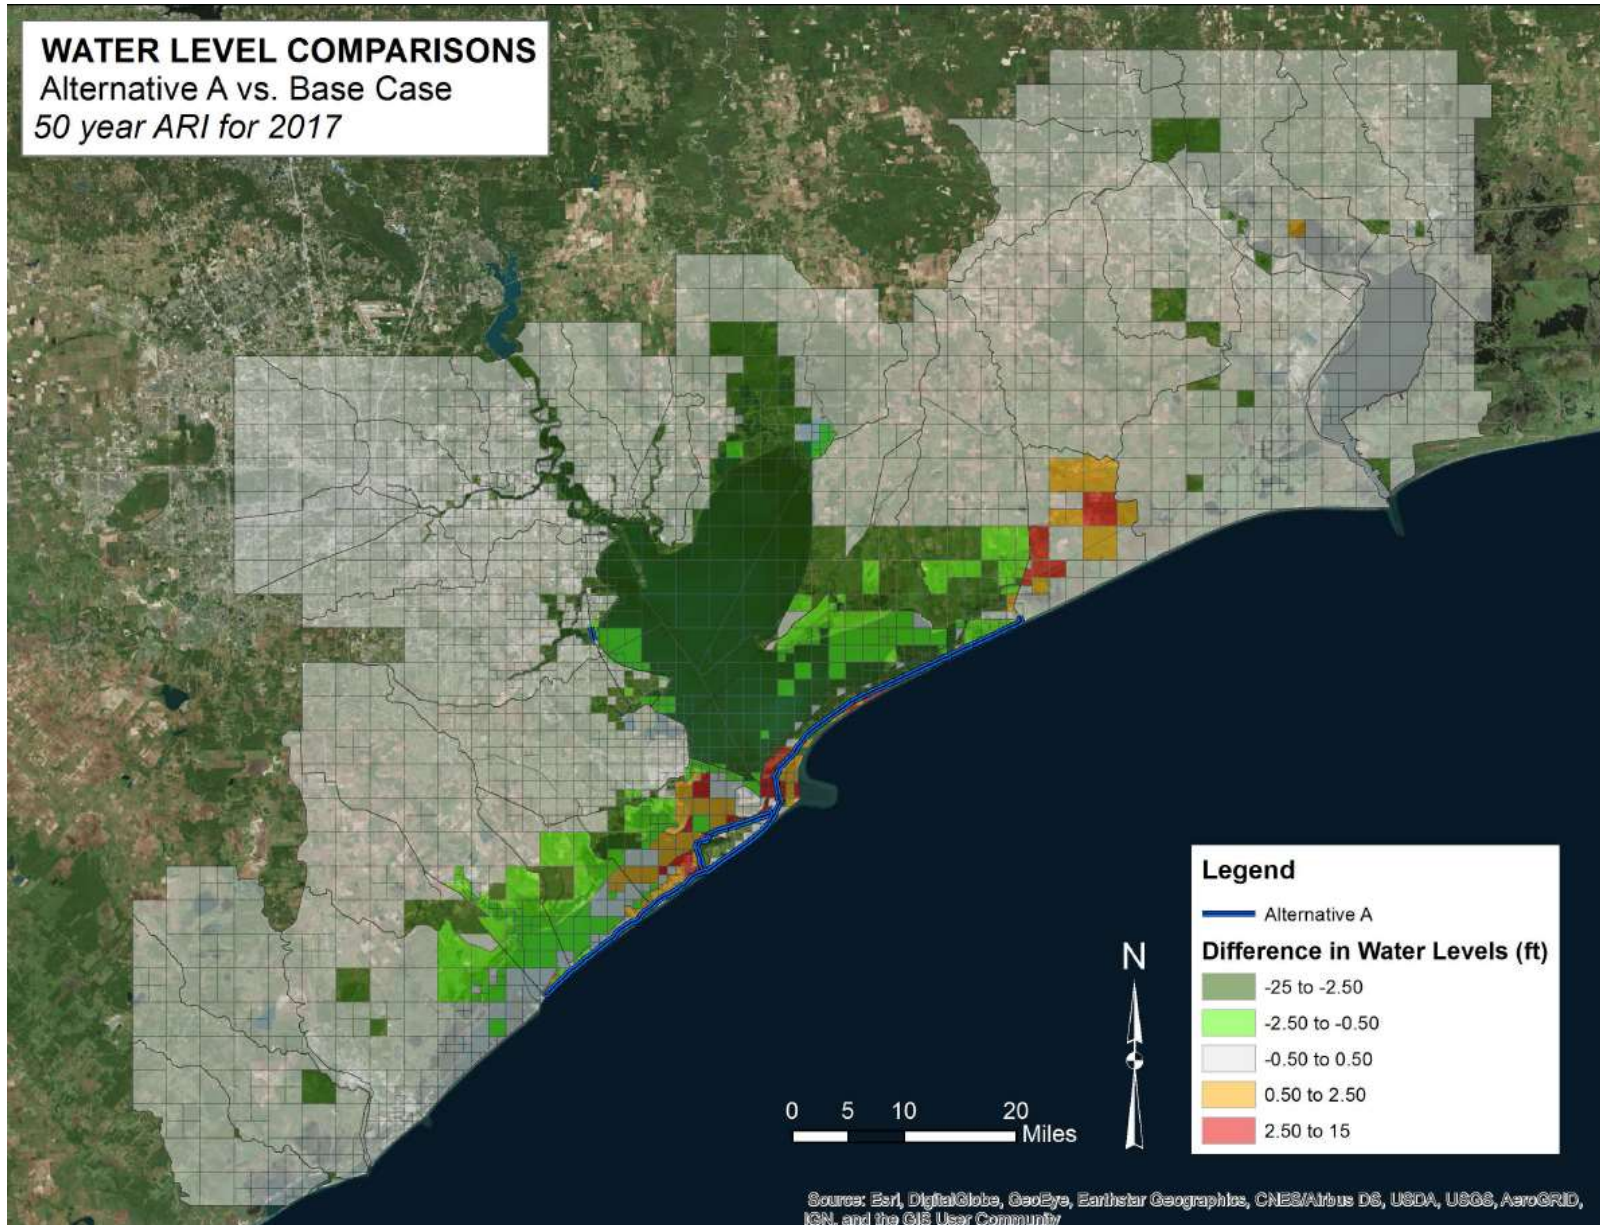 WATER LEVEL COMPARISONS
Alternative A vs. Base Case
50 year ARI for 2017
Legend
Alternative A
Difference in Water Levels (ft)
-25 to -2.50
-2.50 to -0.50
-0.50 to 0.50
0.50 to 2.50
2.50 to 15
N
0 5 10 20
Miles
Source: Esri, DigitalGlobe, GeoEye, Earthstar Geographics, CNES/Airbus DS, USDA, USGS, AeroGRID,
IGN, and the GIS User Community